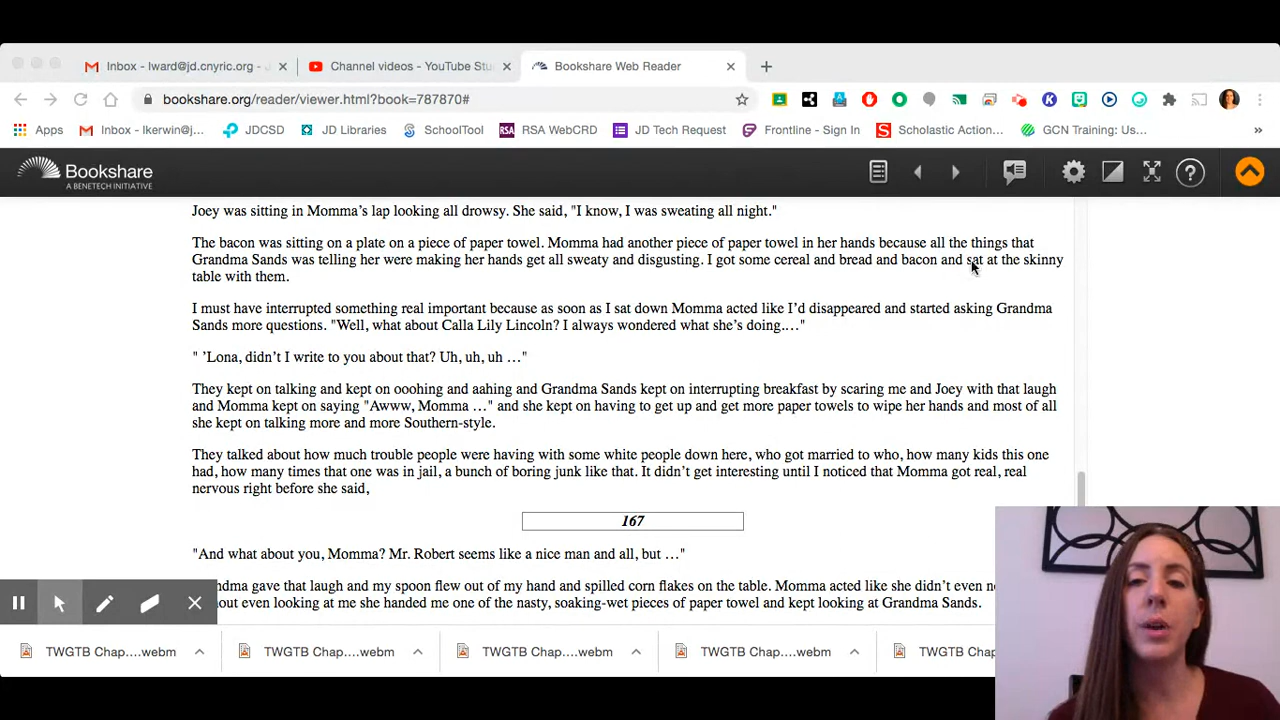 Inbox - lward@jd.cnyric.org -
Channel videos - YouTube Stu
Bookshare Web Reader
bookshare.org/reader/viewer.html?book=787870#
Apps
Inbox - lkerwin@j...
JDCSD
JD Libraries
SchoolTool
RSA WebCRD
JD Tech Request
Frontline - Sign In
Scholastic Action...
GCN Training: Us...
Bookshare
A BENETECH INITIATIVE
Joey was sitting in Momma's lap looking all drowsy. She said, "I know, I was sweating all night."
The bacon was sitting on a plate on a piece of paper towel. Momma had another piece of paper towel in her hands because all the things that
Grandma Sands was telling her were making her hands get all sweaty and disgusting. I got some cereal and bread and bacon and sat at the skinny
table with them.
I must have interrupted something real important because as soon as I sat down Momma acted like I'd disappeared and started asking Grandma
Sands more questions. "Well, what about Calla Lily Lincoln? I always wondered what she's doing.…"
" 'Lona, didn't I write to you about that? Uh, uh, uh …"
They kept on talking and kept on ooohing and aahing and Grandma Sands kept on interrupting breakfast by scaring me and Joey with that laugh
and Momma kept on saying "Awww, Momma …" and she kept on having to get up and get more paper towels to wipe her hands and most of all
she kept on talking more and more Southern-style.
They talked about how much trouble people were having with some white people down here, who got married to who, how many kids this one
had, how many times that one was in jail, a bunch of boring junk like that. It didn't get interesting until I noticed that Momma got real, real
nervous right before she said,
167
"And what about you, Momma? Mr. Robert seems like a nice man and all, but …"
ndma gave that laugh and my spoon flew out of my hand and spilled corn flakes on the table. Momma acted like she didn't even
out even looking at me she handed me one of the nasty, soaking-wet pieces of paper towel and kept looking at Grandma Sands.
TWGTB Chap....webm
TWGTB Chap....webm
TWGTB Chap....webm
TWGTB Chap....webm
TWGTB Chap